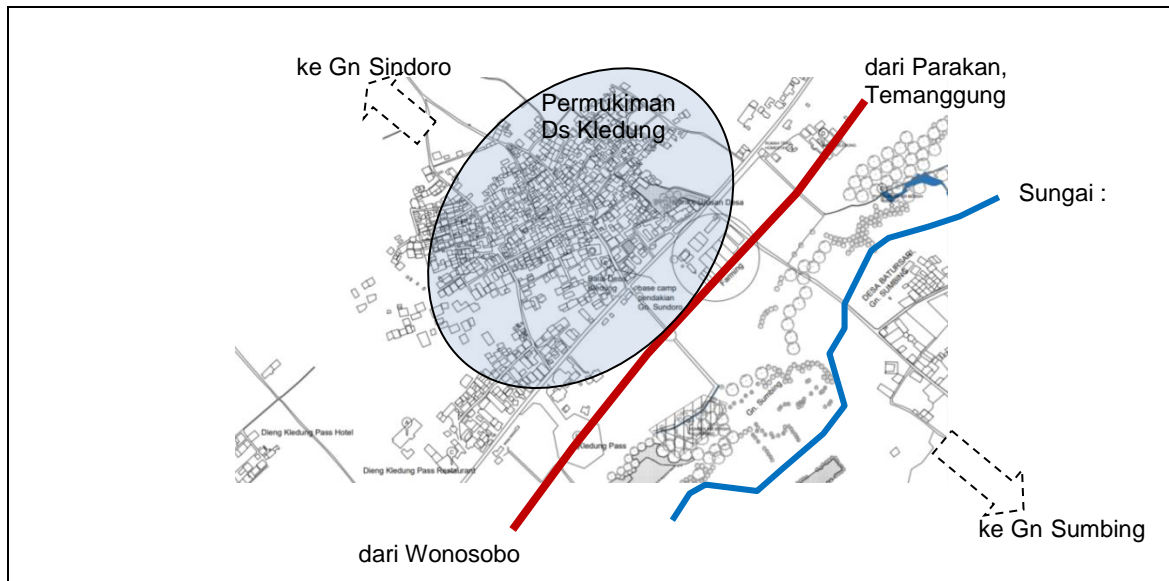 ke Gn Sindoro
dari Parakan,
Temanggung
Permukiman
Ds Kledung
Sungai :
Farming
DESA BATURSARI
Gn. SUMBING
Balai Desa
Kledung
base camp
pendakian
Gn. Sundoro
Gn. Sumbing
Dieng Kledung Pass Hotel
Kledung Pass
Dieng Kledung Pass Restaurant
ke Gn Sumbing
dari Wonosobo